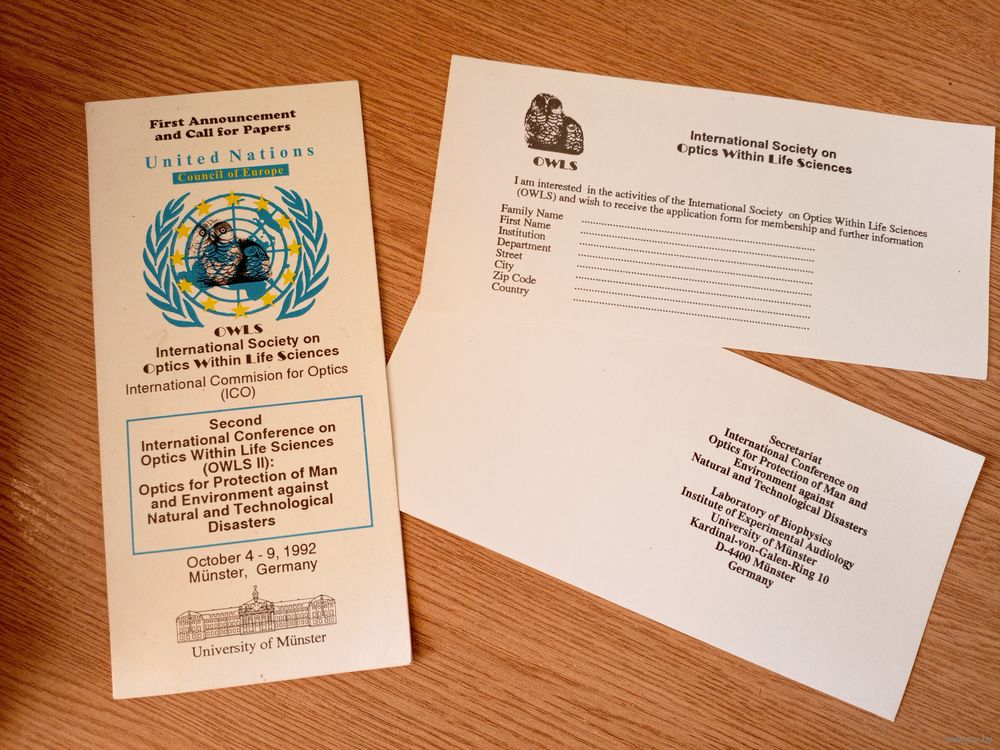 First Announcement
and Call for Papers
United Nations
Council of Europe
OWLS
International Society on
Optics Within Life Sciences
International Commision for Optics
(ICO)
Second
International Conference on
Optics Within Life Sciences
(OWLS II):
Optics for Protection of Man
and Environment against
Natural and Technological
Disasters
October 4 - 9, 1992
Münster, Germany
University of Münster
OWLS
International Society on
Optics Within Life Sciences
I am interested in the activities of the International Society on Optics Within Life Sciences
(OWLS) and wish to receive the application form for membership and further information
Family Name
First Name
Institution
Department
Street
City
Zip Code
Country
Secretariat
International Conference on
Optics for Protection of Man and
Environment against
Natural and Technological Disasters
Laboratory of Biophysics
Institute of Experimental Audiology
University of Münster
Kardinal-von-Galen-Ring 10
D-4400 Münster
Germany